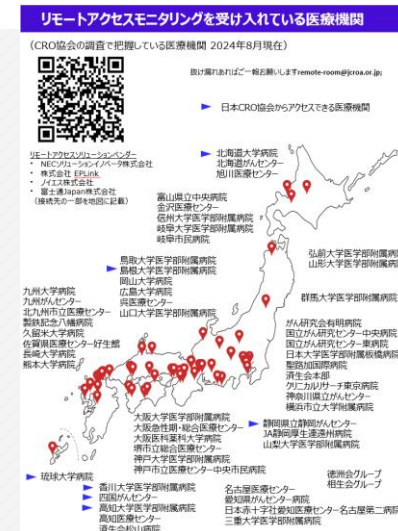 リモートアクセスモニタリングを受け入れている医療機関
(CRO協会の調査で把握している医療機関 2024年8月現在)
抜け漏れあればご一報お願いしますremote-room@jcroa.or.jp;
日本CRO協会からアクセスできる医療機関
リモートアクセスソリューションベンダー
・ NECソリューションイノベータ株式会社
・ 株式会社 EPLink
・ ノイエス株式会社
・ 富士通Japan株式会社
(接続先の一部を地図に記載)
北海道大学病院
北海道がんセンター
旭川医療センター
富山県立中央病院
金沢医療センター
信州大学医学部附属病院
岐阜大学医学部附属病院
岐阜市民病院
弘前大学医学部附属病
山形大学医学部附属病
鳥取大学医学部附属病院
島根大学医学部附属病院
岡山大学病院
広島大学病院
呉医療センター
山口大学医学部附属病院
群馬大学医学部附属病院
九州大学病院
九州がんセンター
北九州市立医療センター
製鉄記念八幡病院
久留米大学病院
佐賀県医療センター好生館
長崎大学病院
熊本大学病院
がん研究会有明病院
国立がん研究センター中央病院
国立がん研究センター東病院
日本大学医学部附属板橋病院
聖路加国際病院
済生会本部
クリニカルリサーチ東京病院
神奈川県立がんセンター
横浜市立大学附属病院
大阪大学医学部附属病院
大阪急性期・総合医療センター
大阪医科薬科大学病院
堺市立総合医療センター
神戸大学医学部附属病院
神戸市立医療センター中央市民病院
静岡県立静岡がんセンター
JA静岡厚生連遠州病院
山梨大学医学部附属病院
琉球大学病院
香川大学医学部附属病院
四国がんセンター
高知大学医学部附属病院
高知医療センター
済生会松山病院
名古屋医療センター
愛知県がんセンター病院
日本赤十字社愛知医療センター名古屋第二病院
三重大学医学部附属病院
徳洲会グループ
相生会グループ